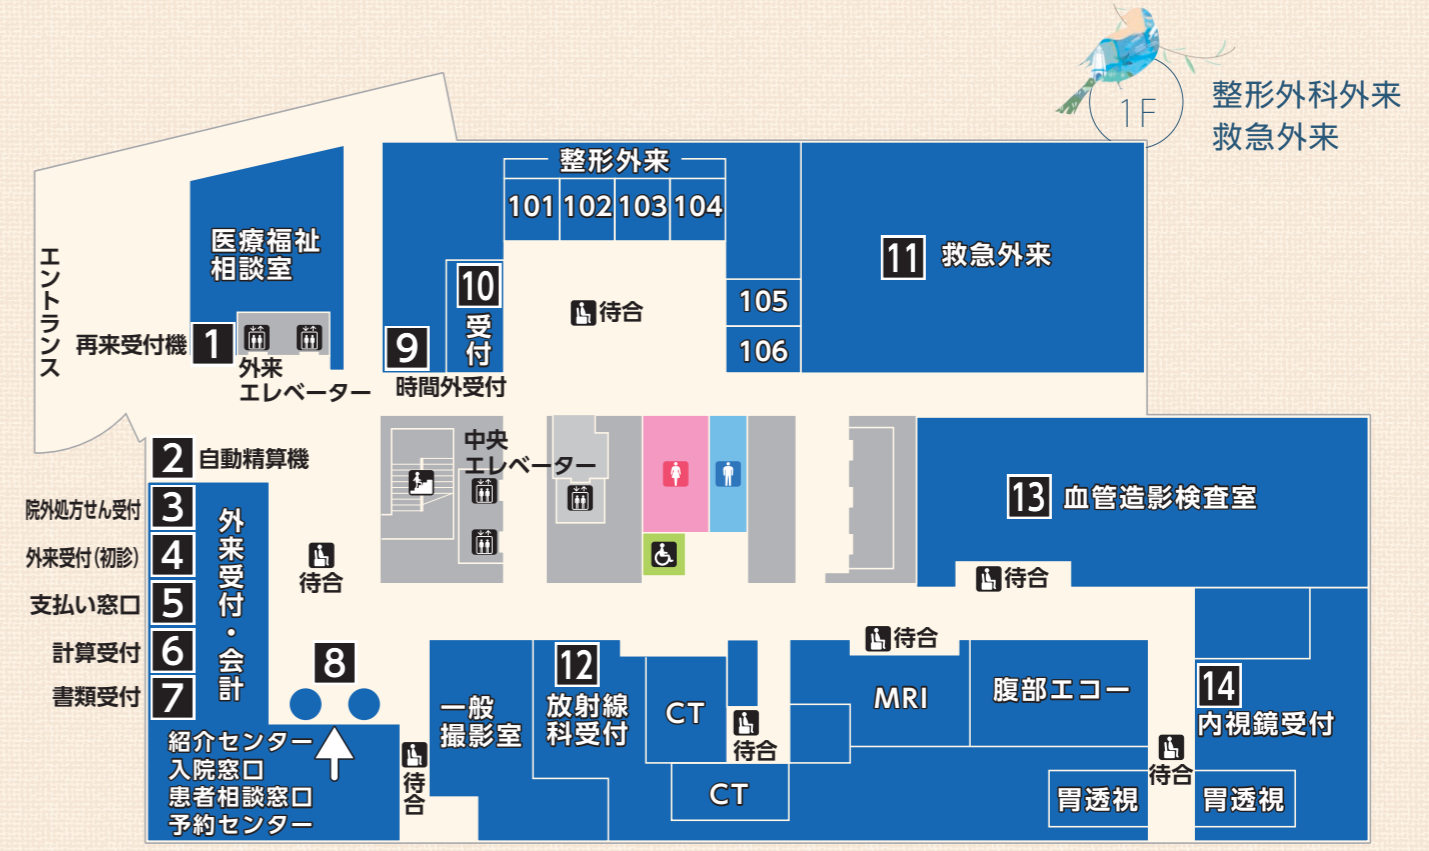 1F
整形外科外来
救急外来
エントランス
医療福祉
相談室
再来受付機
1
外来
エレベーター
整形外来
101
102
103
104
105
106
10
受付
待合
9
時間外受付
11
救急外来
2
自動精算機
院外処方せん受付
3
外来受付(初診)
4
支払い窓口
5
計算受付
6
書類受付
7
外来受付・会計
待合
中央
エレベーター
13
血管造影検査室
待合
8
紹介センター
入院窓口
患者相談窓口
予約センター
待合
一般
撮影室
12
放射線
科受付
CT
CT
待合
待合
MRI
腹部エコー
14
内視鏡受付
待合
胃透視
胃透視